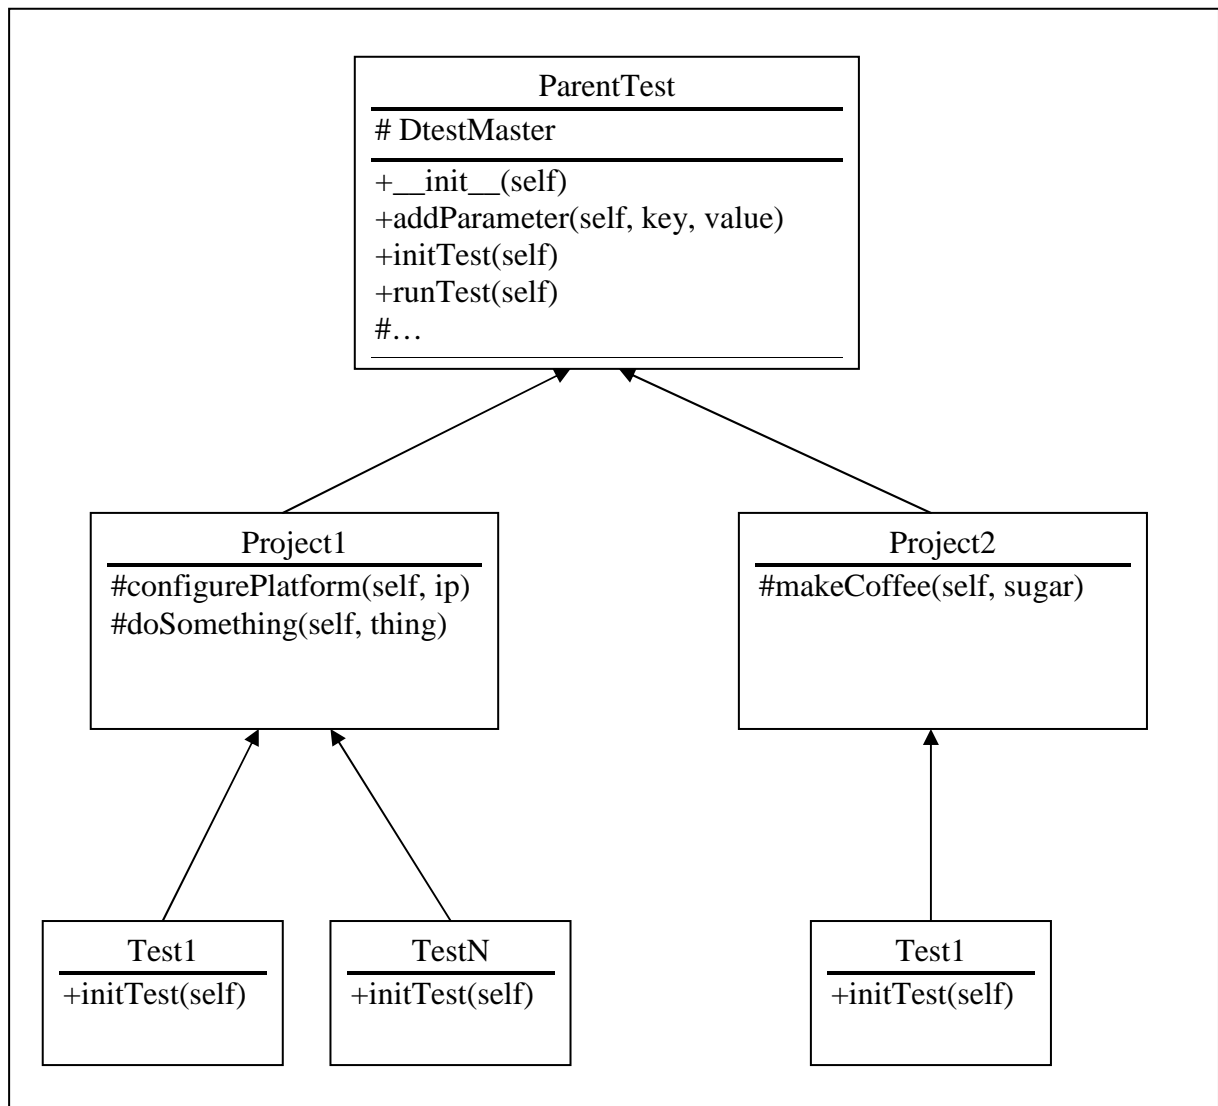 ParentTest
# DtestMaster
+__init__(self)
+addParameter(self, key, value)
+initTest(self)
+runTest(self)
#…
Project1
#configurePlatform(self, ip)
#doSomething(self, thing)
Project2
#makeCoffee(self, sugar)
Test1
+initTest(self)
TestN
+initTest(self)
Test1
+initTest(self)